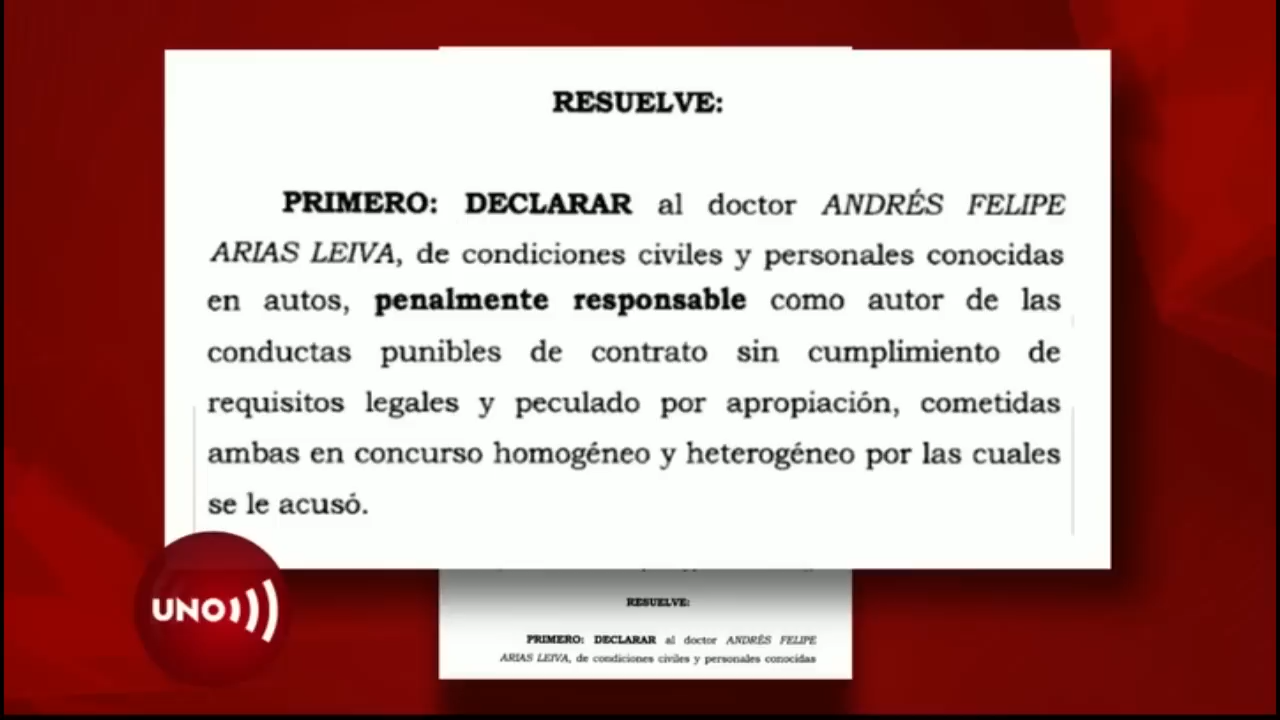 RESUELVE:
PRIMERO: DECLARAR al doctor ANDRÉS FELIPE
ARIAS LEIVA, de condiciones civiles y personales conocidas
en autos, penalmente responsable como autor de las
conductas punibles de contrato sin cumplimiento de
requisitos legales y peculado por apropiación, cometidas
ambas en concurso homogéneo y heterogéneo por las cuales
se le acusó.
UNO
RESUELVE:
PRIMERO: DECLARAR al doctor ANDRÉS FELIPE
ARIAS LEIVA, de condiciones civiles y personales conocidas